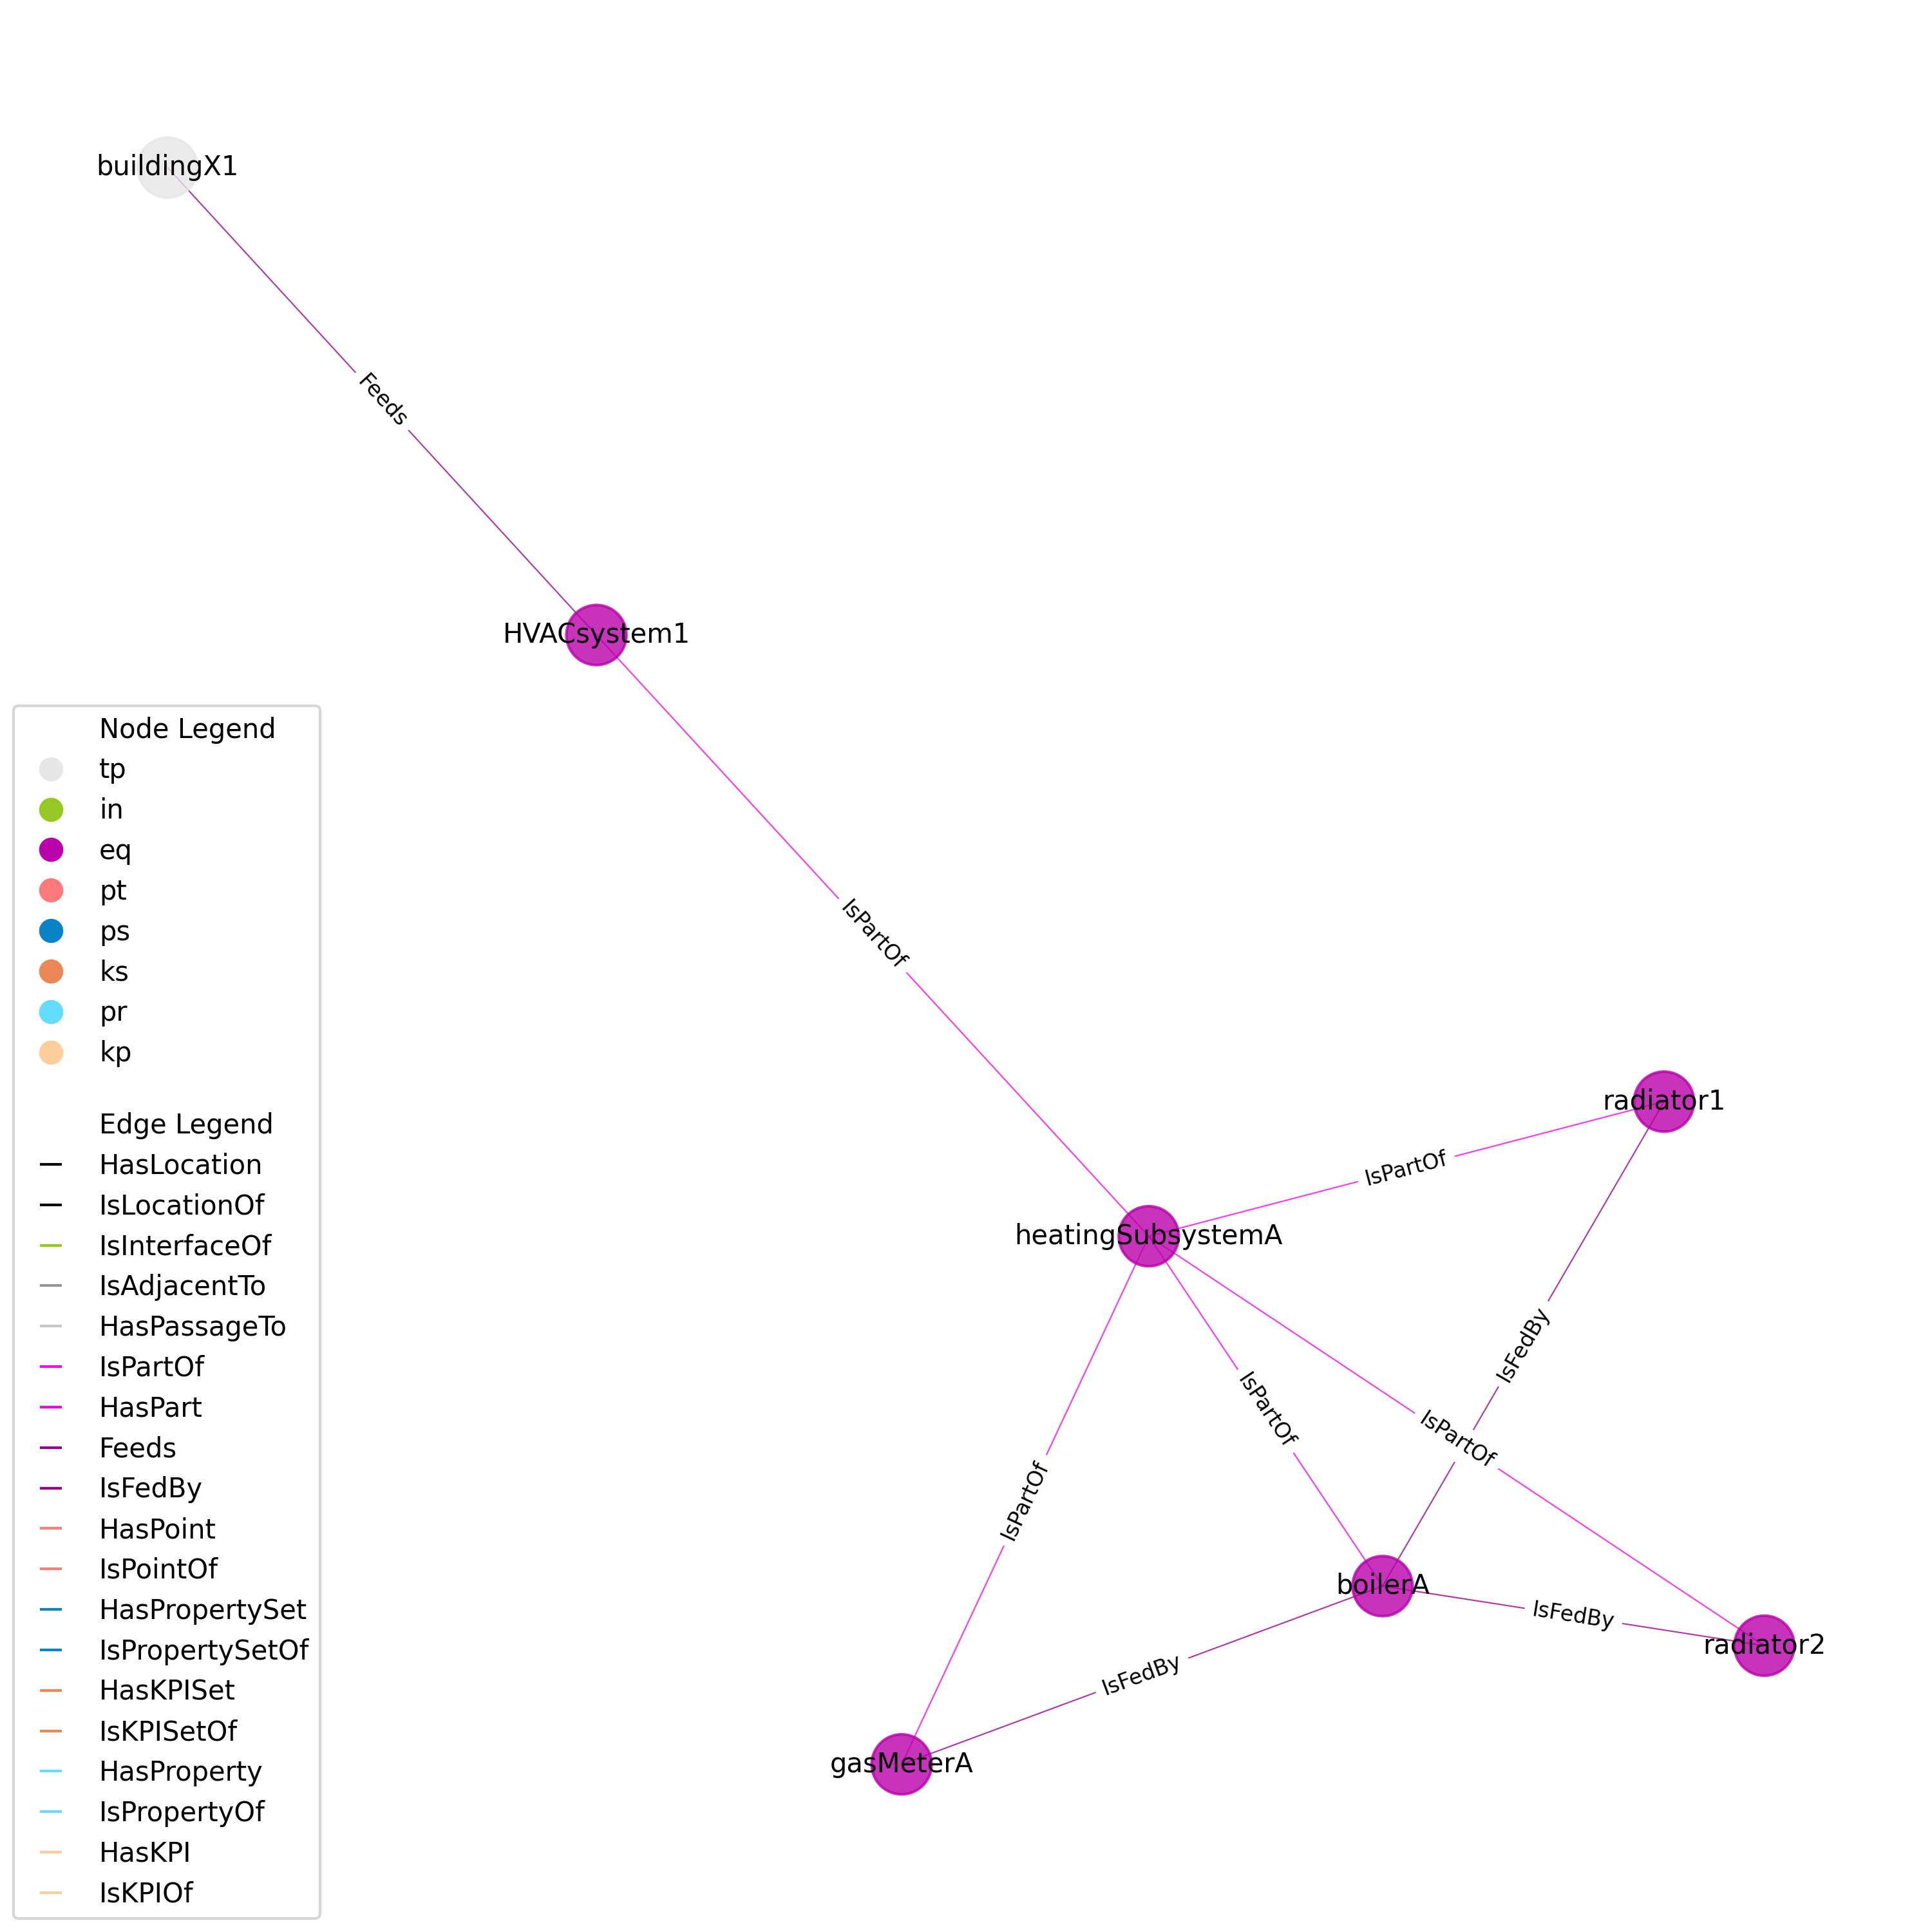 buildingX1
Feeds
HVACsystem1
IsPartOf
radiator1
IsPartOf
heatingSubsystemA
IsFedBy
IsPartOf
IsPartOf
IsPartOf
boilerA
IsFedBy
radiator2
IsFedBy
gasMeterA
Node Legend
tp
in
eq
pt
ps
ks
pr
kp
Edge Legend
HasLocation
IsLocationOf
IsInterfaceOf
IsAdjacentTo
HasPassageTo
IsPartOf
HasPart
Feeds
IsFedBy
HasPoint
IsPointOf
HasPropertySet
IsPropertySetOf
HasKPISet
IsKPISetOf
HasProperty
IsPropertyOf
HasKPI
IsKPIOf